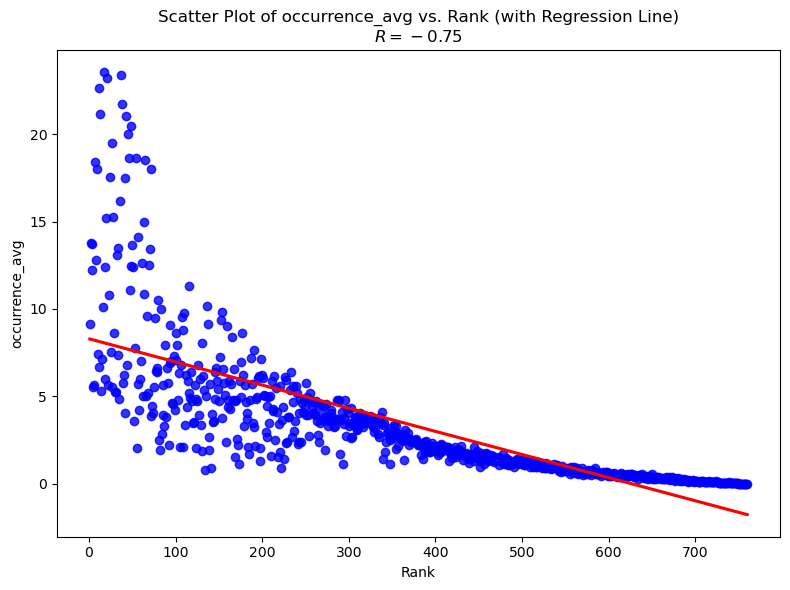 Scatter Plot of occurrence_avg vs. Rank (with Regression Line)
R = −0.75
occurrence_avg
20
15
10
5
0
0 100 200 300 400 500 600 700
Rank